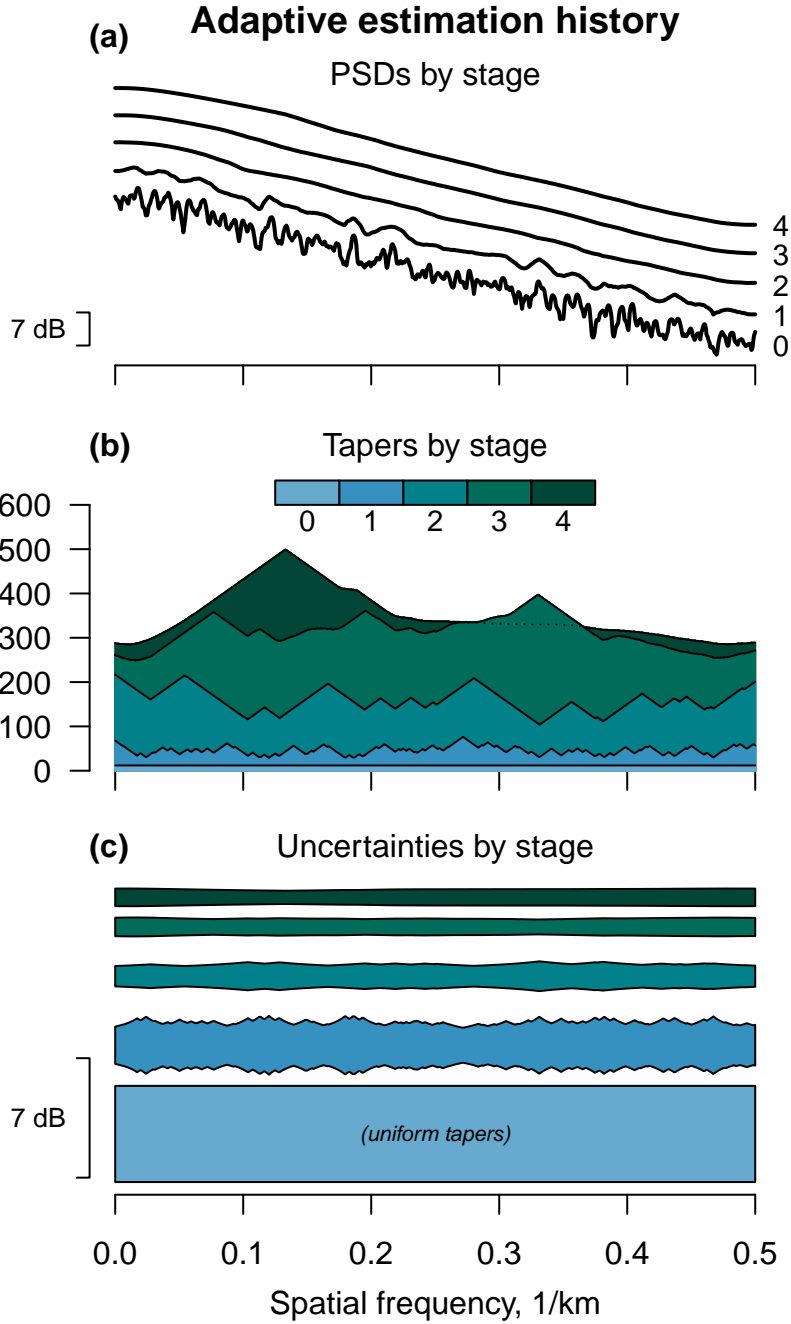 Adaptive estimation history
(a)
PSDs by stage
4
3
2
1
0
7 dB
(b)
Tapers by stage
0 1 2 3 4
600
500
400
300
200
100
0
(c)
Uncertainties by stage
7 dB
(uniform tapers)
0.0 0.1 0.2 0.3 0.4 0.5
Spatial frequency, 1/km